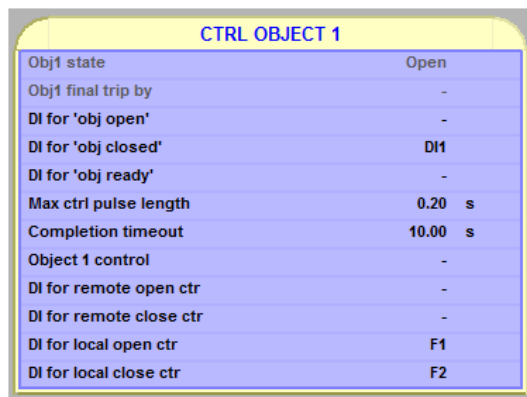 CTRL OBJECT 1
Obj1 state Open
Obj1 final trip by -
DI for 'obj open' -
DI for 'obj closed' DI1
DI for 'obj ready' -
Max ctrl pulse length 0.20 s
Completion timeout 10.00 s
Object 1 control -
DI for remote open ctr -
DI for remote close ctr -
DI for local open ctr F1
DI for local close ctr F2